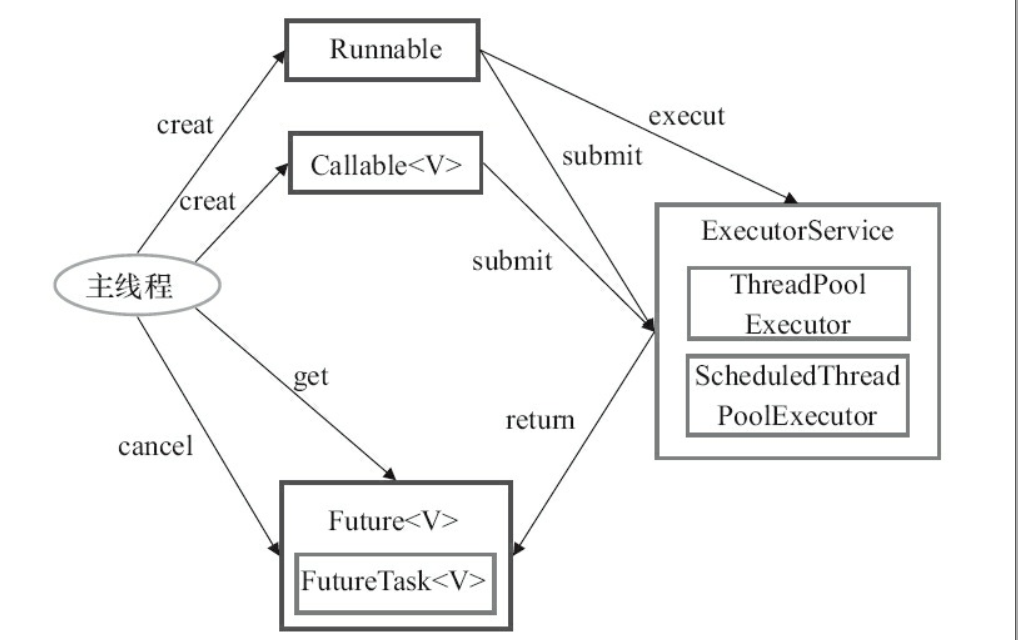 Runnable
creat
execut
submit
Callable<V>
creat
ExecutorService
submit
主线程
ThreadPool
Executor
ScheduledThread
PoolExecutor
get
return
cancel
Future<V>
FutureTask<V>